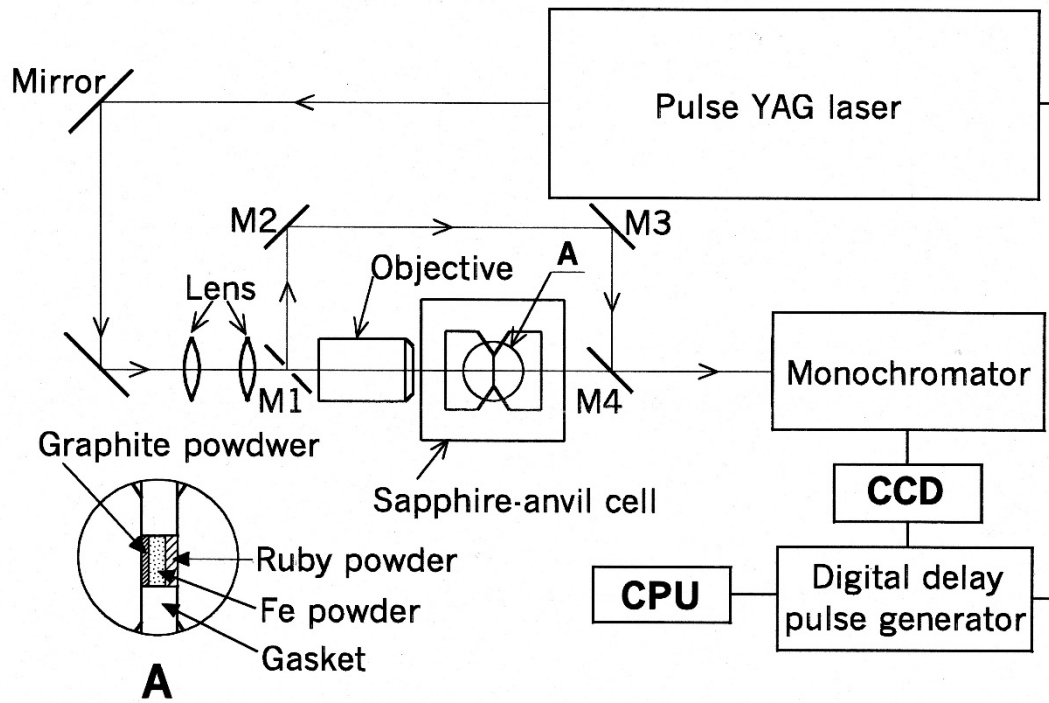 Mirror
Pulse YAG laser
M2
M3
Objective
A
Lens
M1
M4
Monochromator
Graphite powdwer
Sapphire-anvil cell
CCD
Ruby powder
Fe powder
CPU
Digital delay
pulse generator
Gasket
A